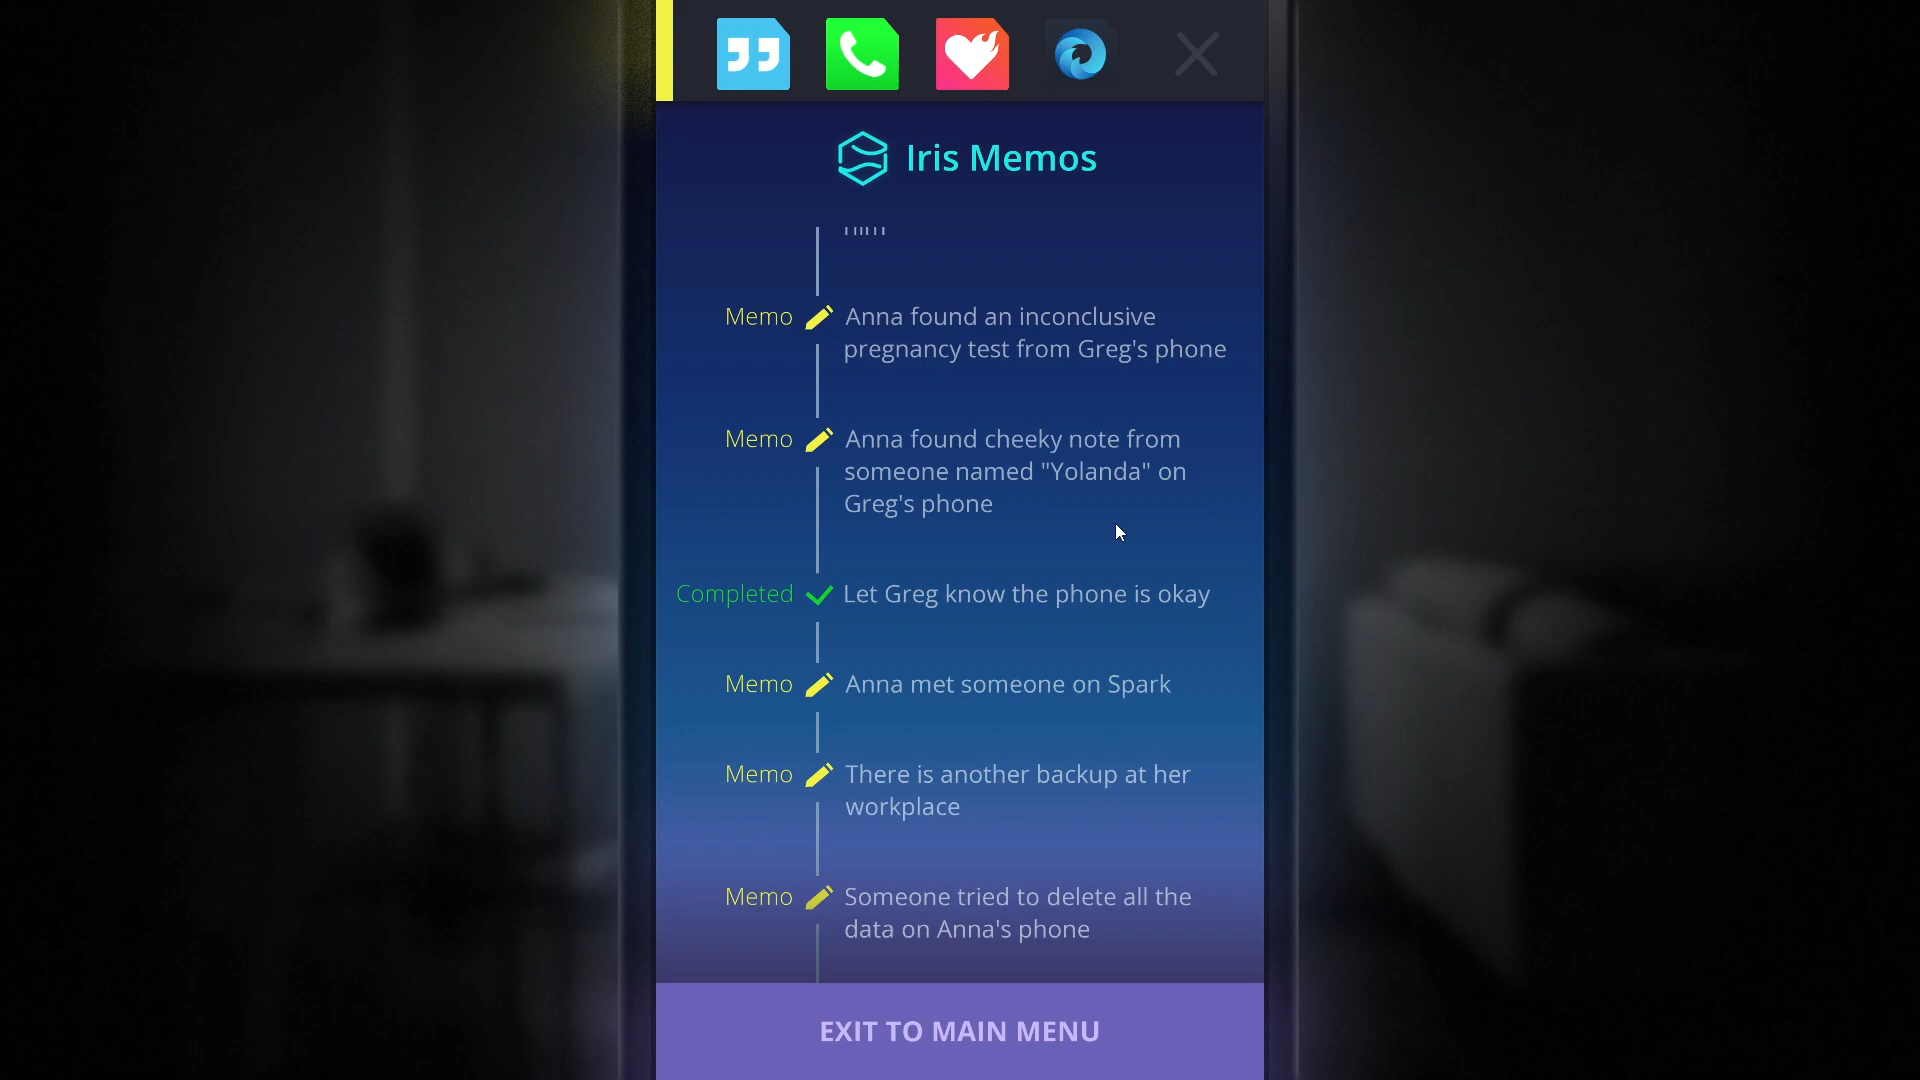 Iris Memos
Memo Anna found an inconclusive
pregnancy test from Greg's phone
Memo Anna found cheeky note from
someone named "Yolanda" on
Greg's phone
Completed Let Greg know the phone is okay
Memo Anna met someone on Spark
Memo There is another backup at her
workplace
Memo Someone tried to delete all the
data on Anna's phone
EXIT TO MAIN MENU